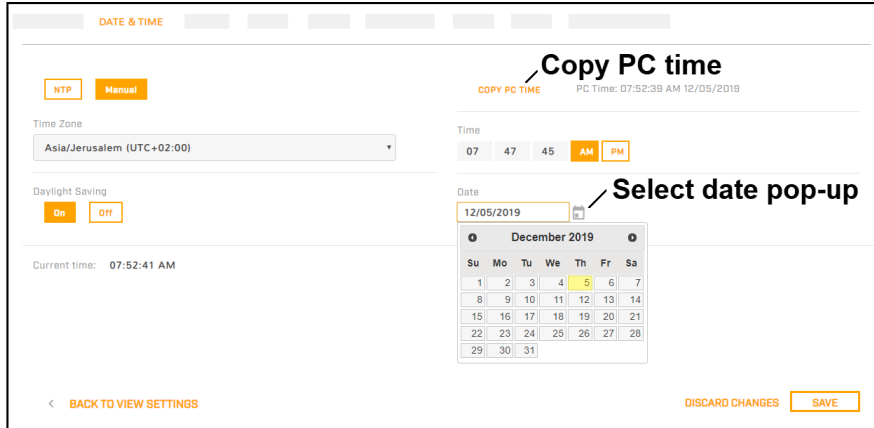 DATE & TIME
Copy PC time
NTP Manual
COPY PC TIME PC Time: 07:52:39 AM 12/05/2019
Time Zone
Time
Asia/Jerusalem (UTC+02:00)
07 47 45 AM PM
Daylight Saving
Date
Select date pop-up
On Off
12/05/2019
December 2019
Current time: 07:52:41 AM
Su Mo Tu We Th Fr Sa
1 2 3 4 5 6 7
8 9 10 11 12 13 14
15 16 17 18 19 20 21
22 23 24 25 26 27 28
29 30 31
BACK TO VIEW SETTINGS
DISCARD CHANGES SAVE